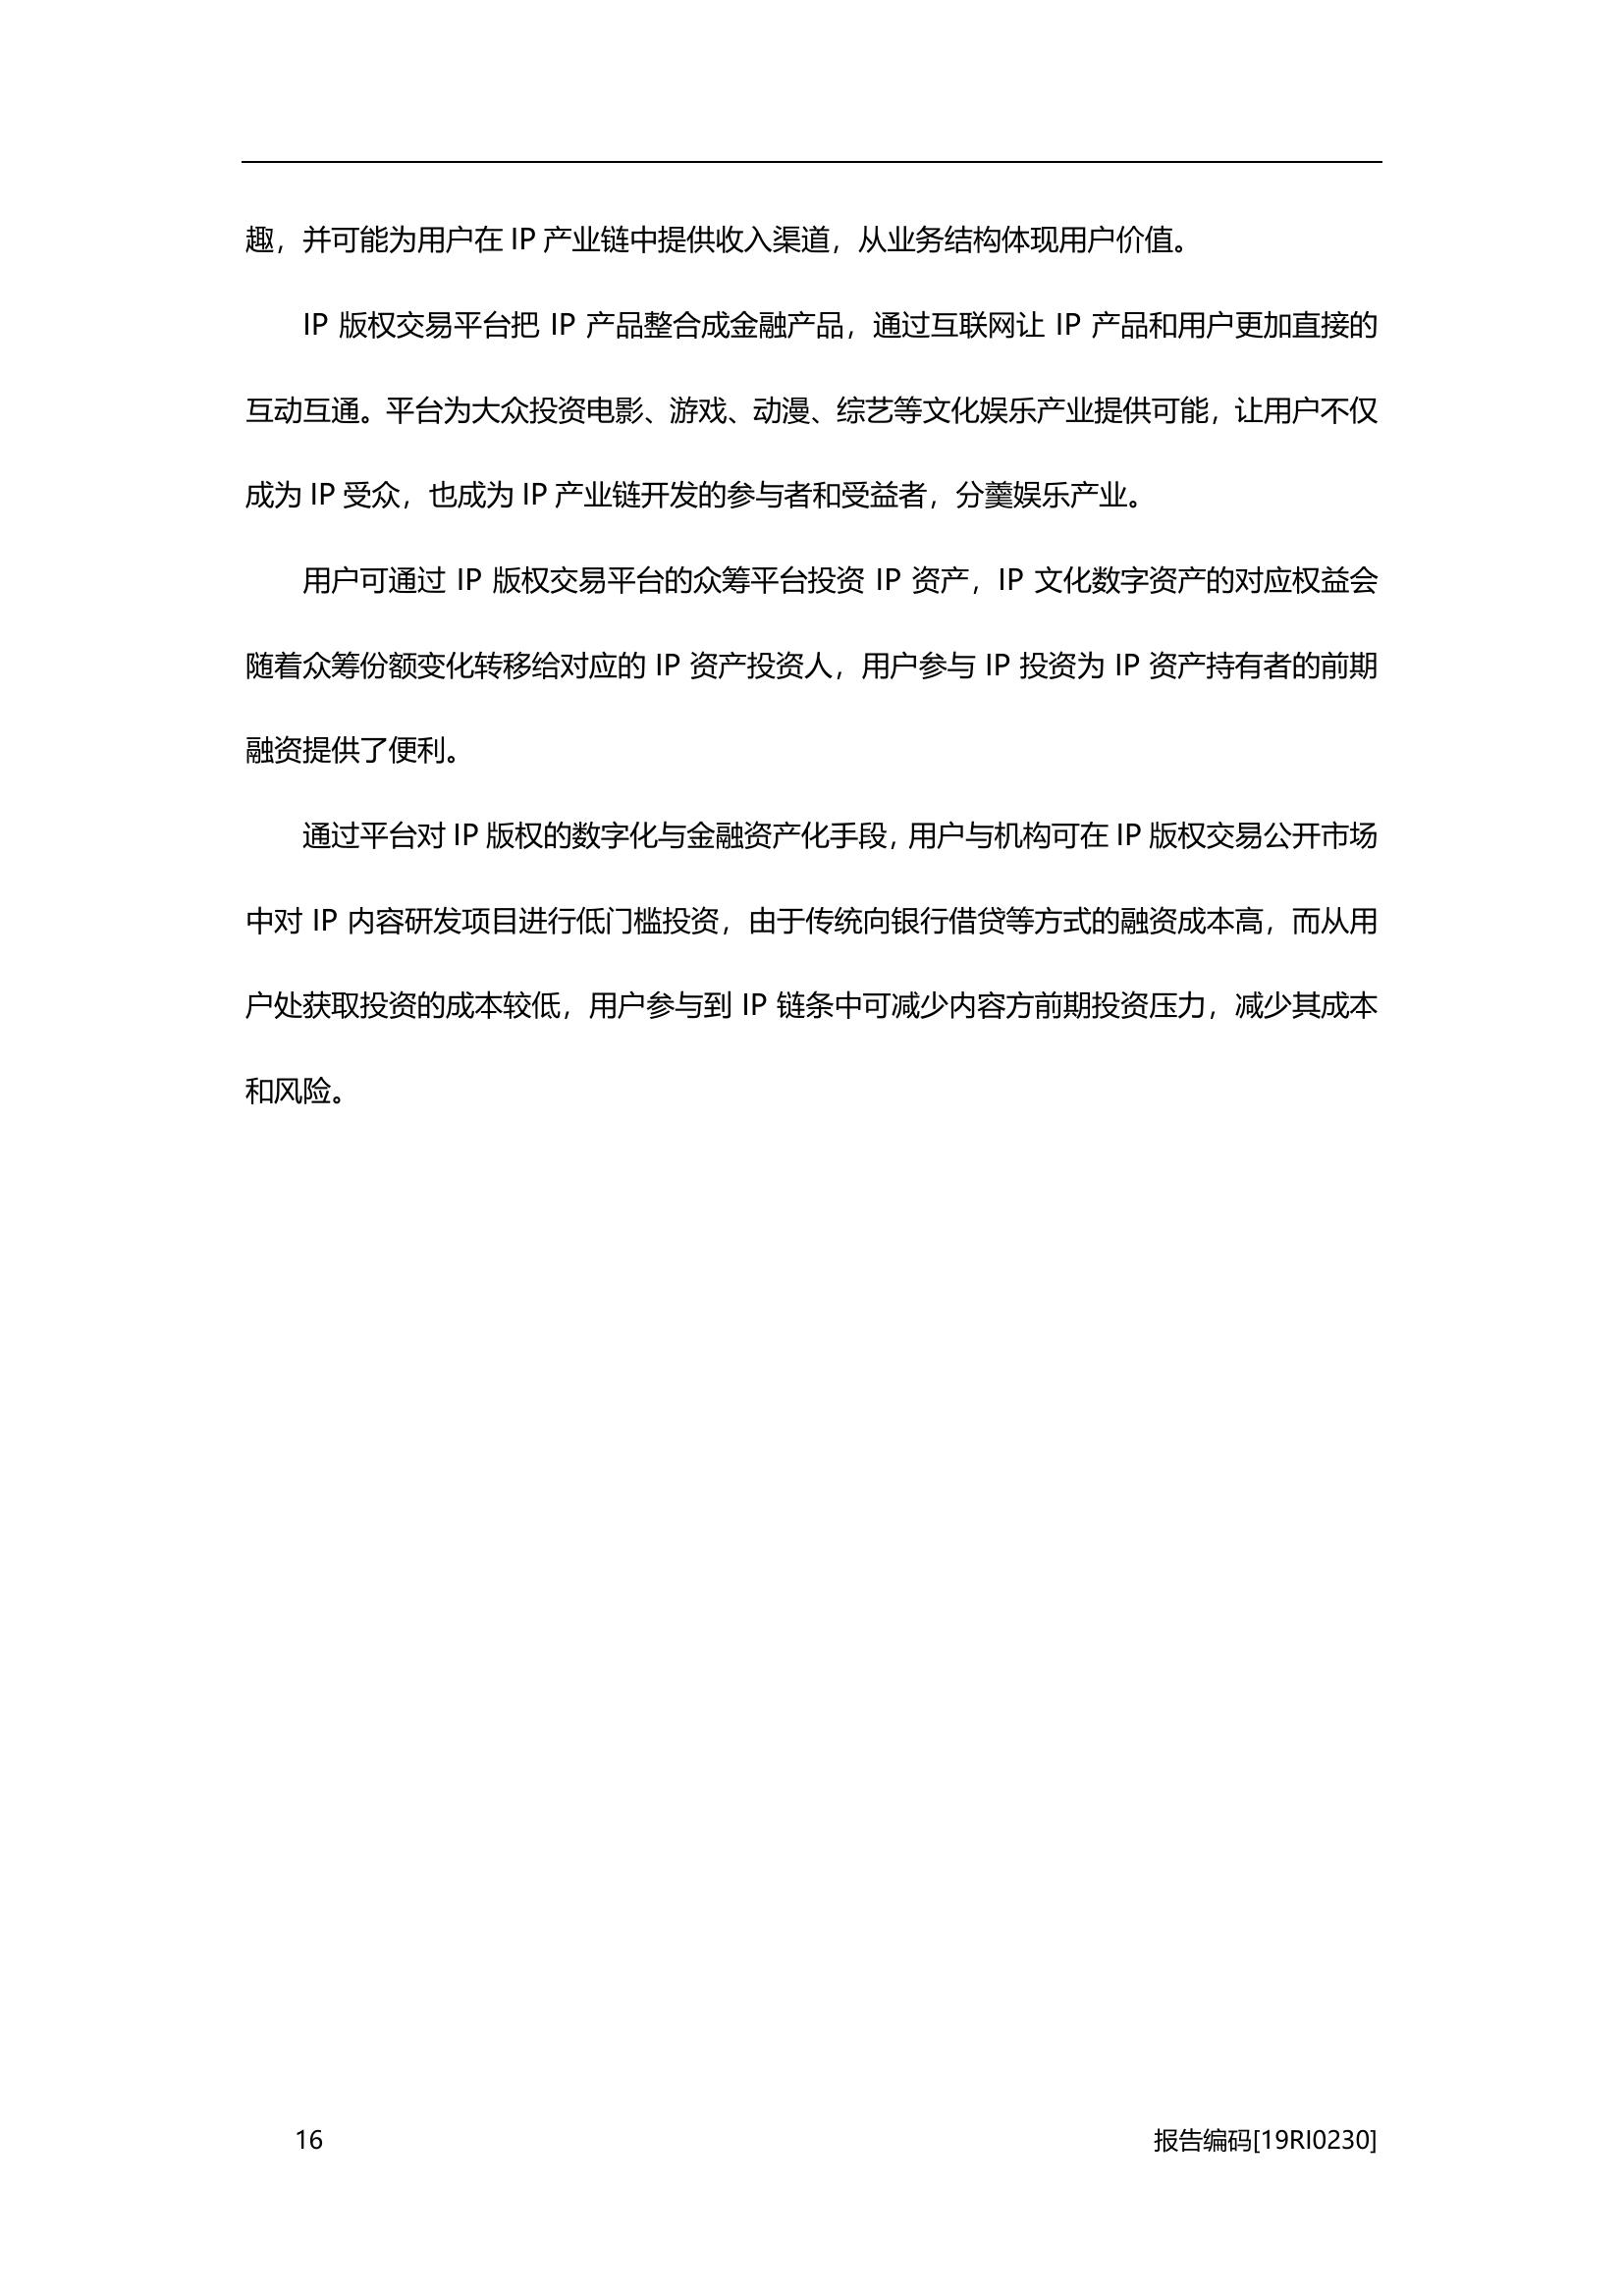 趣，并可能为用户在 IP 产业链中提供收入渠道，从业务结构体现用户价值。
IP 版权交易平台把 IP 产品整合成金融产品，通过互联网让 IP 产品和用户更加直接的
互动互通。平台为大众投资电影、游戏、动漫、综艺等文化娱乐产业提供可能，让用户不仅
成为 IP 受众，也成为 IP 产业链开发的参与者和受益者，分羹娱乐产业。
用户可通过 IP 版权交易平台的众筹平台投资 IP 资产，IP 文化数字资产的对应权益会
随着众筹份额变化转移给对应的 IP 资产投资人，用户参与 IP 投资为 IP 资产持有者的前期
融资提供了便利。
通过平台对 IP 版权的数字化与金融资产化手段，用户与机构可在 IP 版权交易公开市场
中对 IP 内容研发项目进行低门槛投资，由于传统向银行借贷等方式的融资成本高，而从用
户处获取投资的成本较低，用户参与到 IP 链条中可减少内容方前期投资压力，减少其成本
和风险。
16 报告编码[19RI0230]